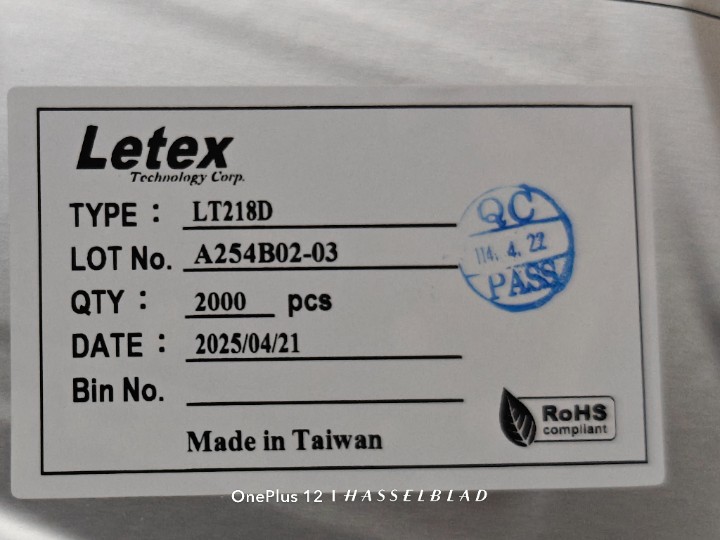 Letex
Technology Corp.
TYPE : LT218D
LOT No. A254B02-03
QTY : 2000 pcs
DATE : 2025/04/21
Bin No.
Made in Taiwan
QC
114. 4. 22
PASS
RoHS
compliant
OnePlus 12 | HASSELBLAD